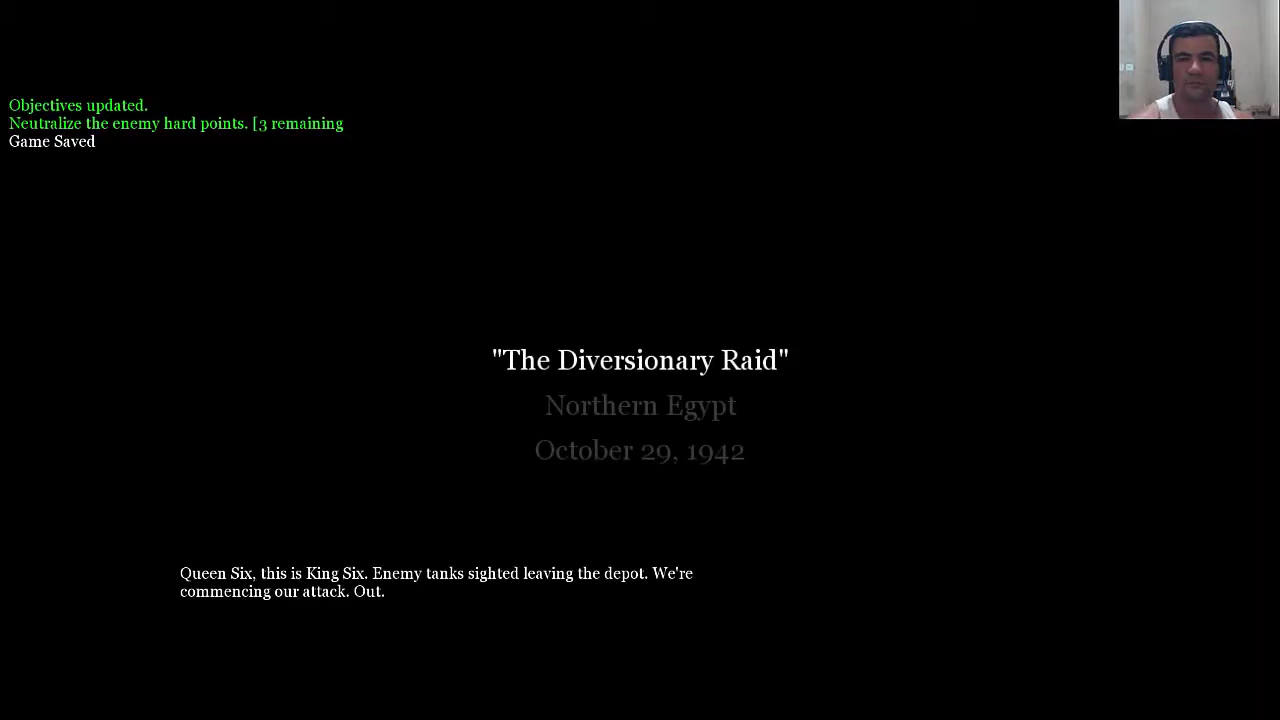 Objectives updated.
Neutralize the enemy hard points. [3 remaining
Game Saved
"The Diversionary Raid"
Northern Egypt
October 29, 1942
Queen Six, this is King Six. Enemy tanks sighted leaving the depot. We're
commencing our attack. Out.